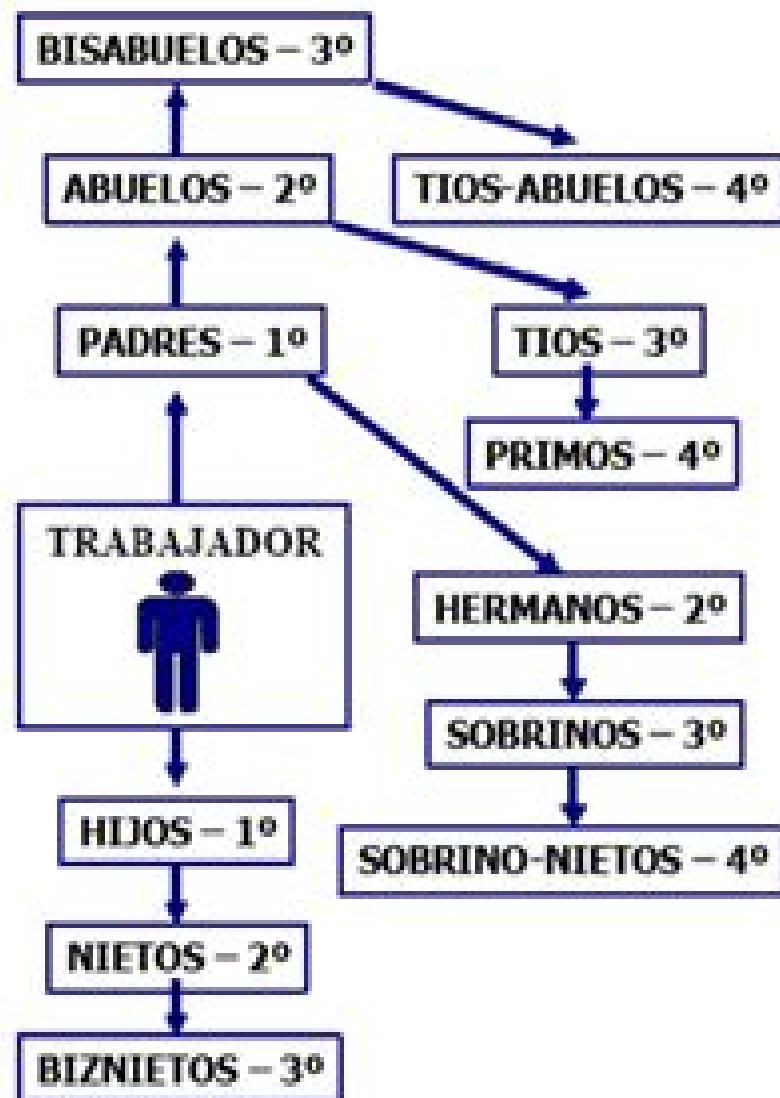 BISABUELOS – 3º
ABUELOS – 2º
TIOS-ABUELOS – 4º
PADRES – 1º
TIOS – 3º
PRIMOS – 4º
TRABAJADOR
HERMANOS – 2º
SOBRINOS – 3º
HIJOS – 1º
SOBRINO-NIETOS – 4º
NIETOS – 2º
BIZNIETOS – 3º